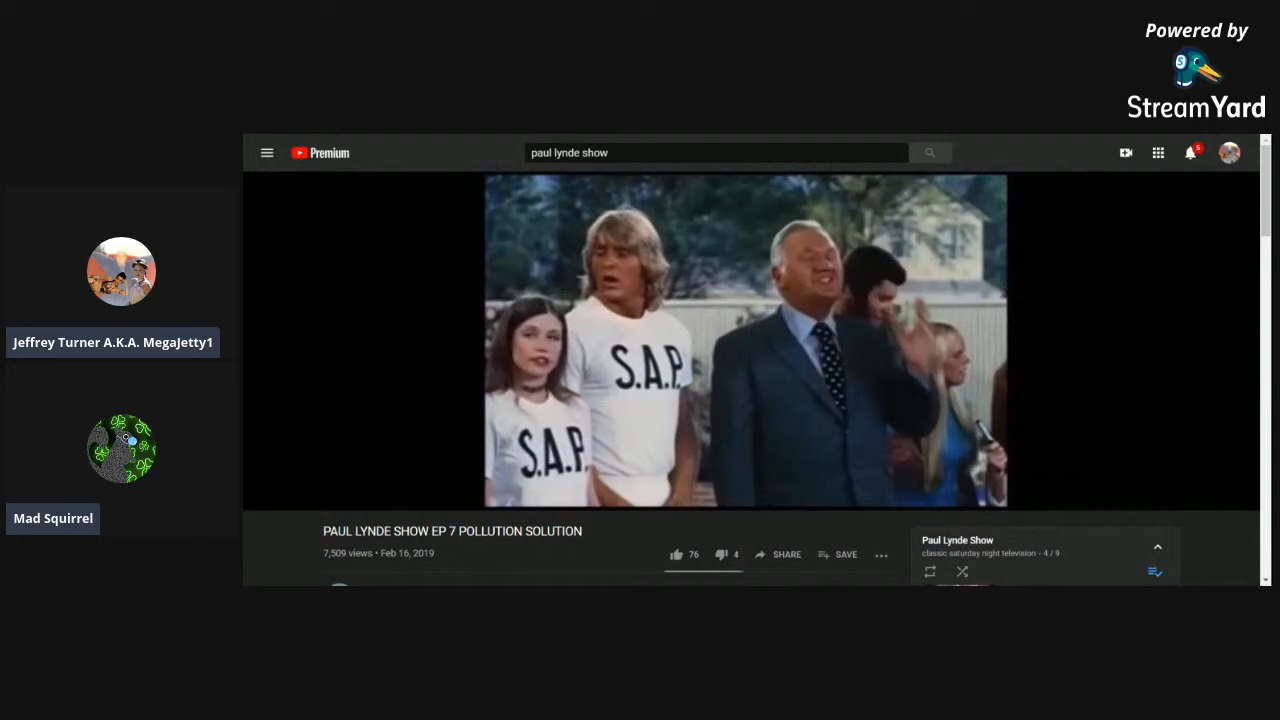 Powered by
StreamYard
Premium
paul lynde show
5
S.A.P.
S.A.P.
Jeffrey Turner A.K.A. MegaJetty1
Mad Squirrel
PAUL LYNDE SHOW EP 7 POLLUTION SOLUTION
7,509 views • Feb 16, 2019
76
4
SHARE
SAVE
Paul Lynde Show
classic saturday night television - 4 / 9